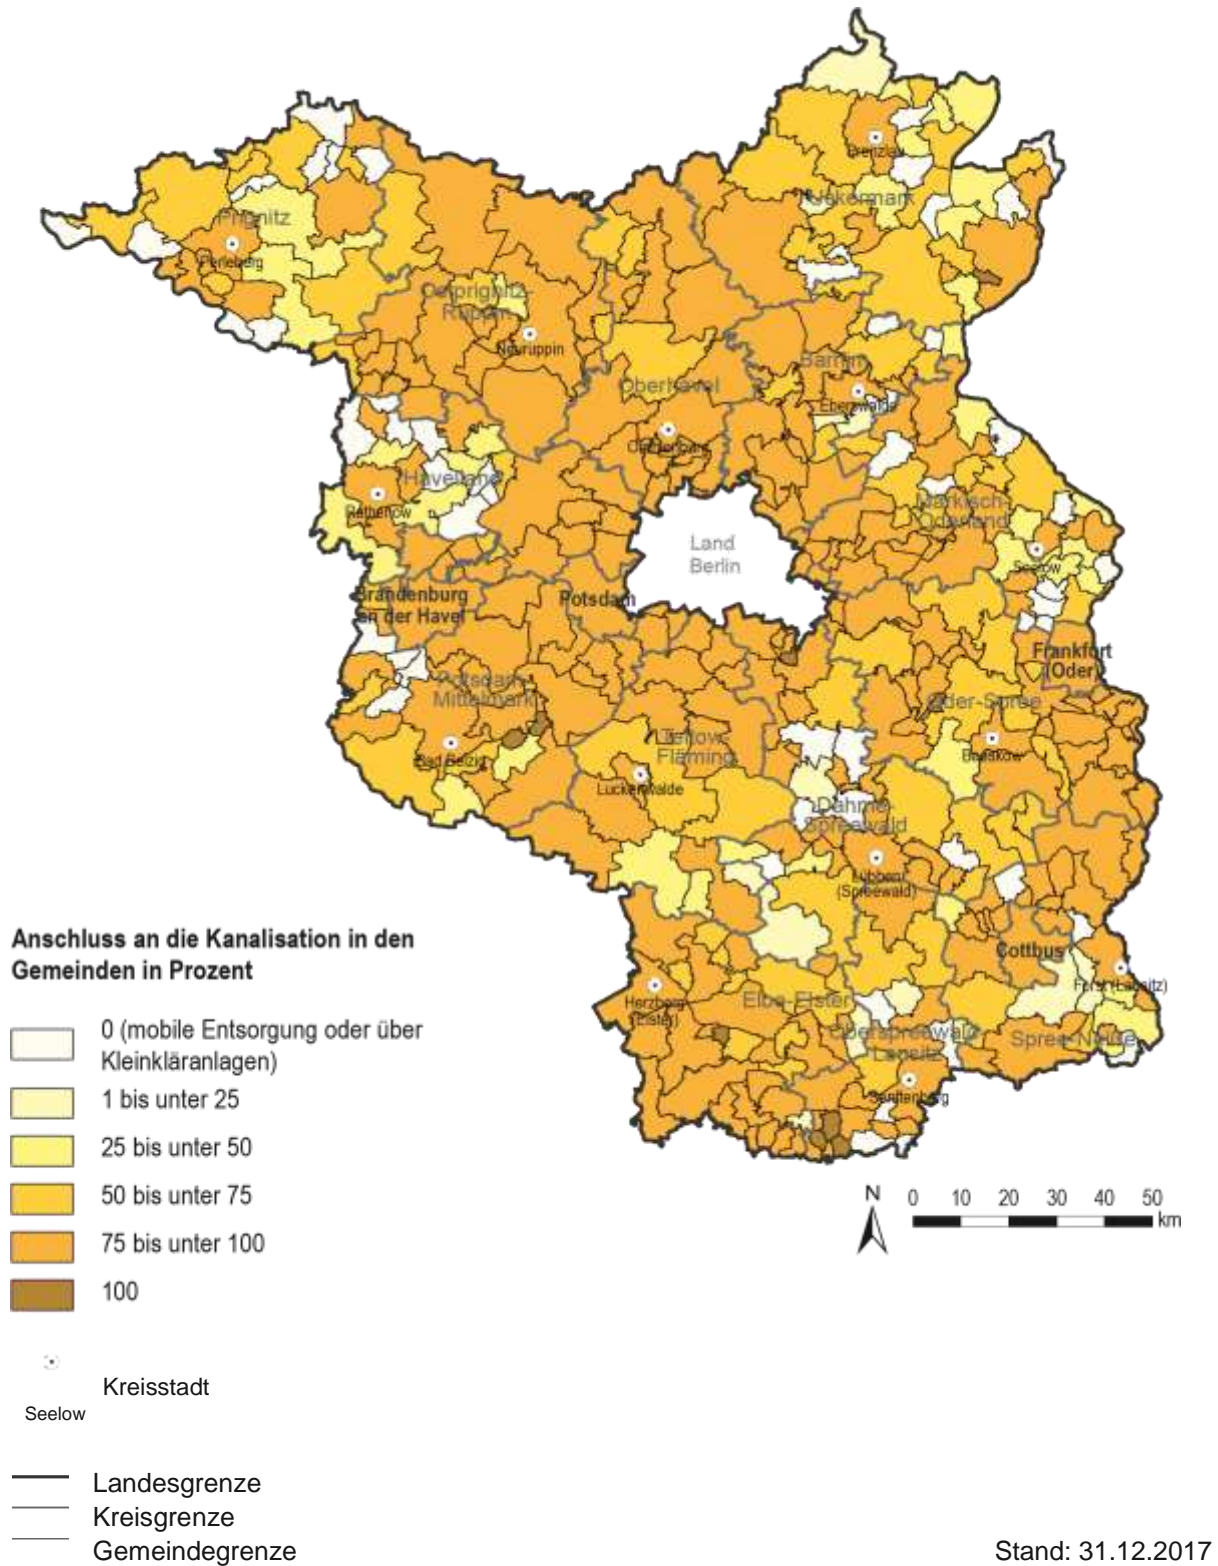 Prenzlau
Uckermark
Prignitz
Perleberg
Ostprignitz-
Ruppin
Neuruppin
Barnim
Oberhavel
Eberswalde
Oranienburg
Havelland
Rathenow
Märkisch-
Oderland
Land
Berlin
Seelow
Brandenburg
an der Havel
Potsdam
Frankfurt
(Oder)
Potsdam-
Mittelmark
Oder-Spree
Teltow-
Fläming
Bad Belzig
Beeskow
Luckenwalde
Dahme-
Spreewald
Lübben
(Spreewald)
Cottbus
Forst (Lausitz)
Herzberg
(Elster)
Elbe-Elster
Oberspreewald-
Lausitz
Spree-Neiße
Senftenberg
Anschluss an die Kanalisation in den
Gemeinden in Prozent
0 (mobile Entsorgung oder über
Kleinkläranlagen)
1 bis unter 25
25 bis unter 50
50 bis unter 75
75 bis unter 100
100
N
0 10 20 30 40 50
km
Kreisstadt
Seelow
Landesgrenze
Kreisgrenze
Gemeindegrenze
Stand: 31.12.2017